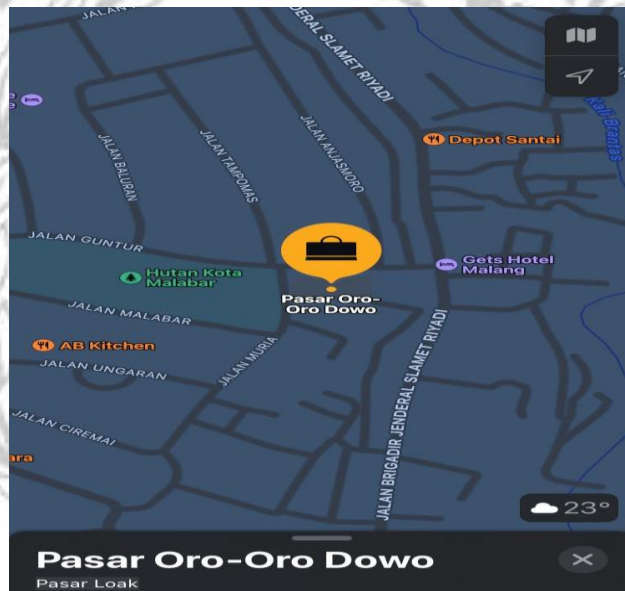 JALAN
JENDERAL SLAMET RIYADI
Kali Brantas
Depot Santai
JALAN BALURAN
JALAN TAMPOMAS
JALAN ANJASMORO
JALAN GUNTUR
Hutan Kota
Malabar
Gets Hotel
Malang
Pasar Oro-
Oro Dowo
JALAN MALABAR
AB Kitchen
JALAN UNGARAN
JALAN MURIA
JALAN BRIGADIR JENDERAL SLAMET RIYADI
JALAN CIREMAI
ara
23°
Pasar Oro-Oro Dowo
Pasar Loak